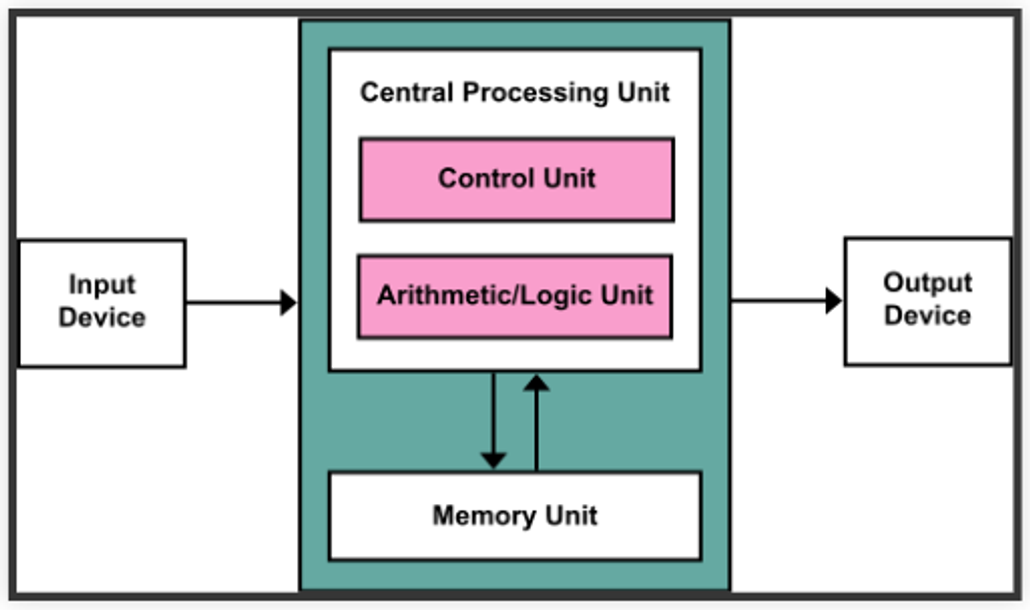 Central Processing Unit
Control Unit
Arithmetic/Logic Unit
Input
Device
Output
Device
Memory Unit